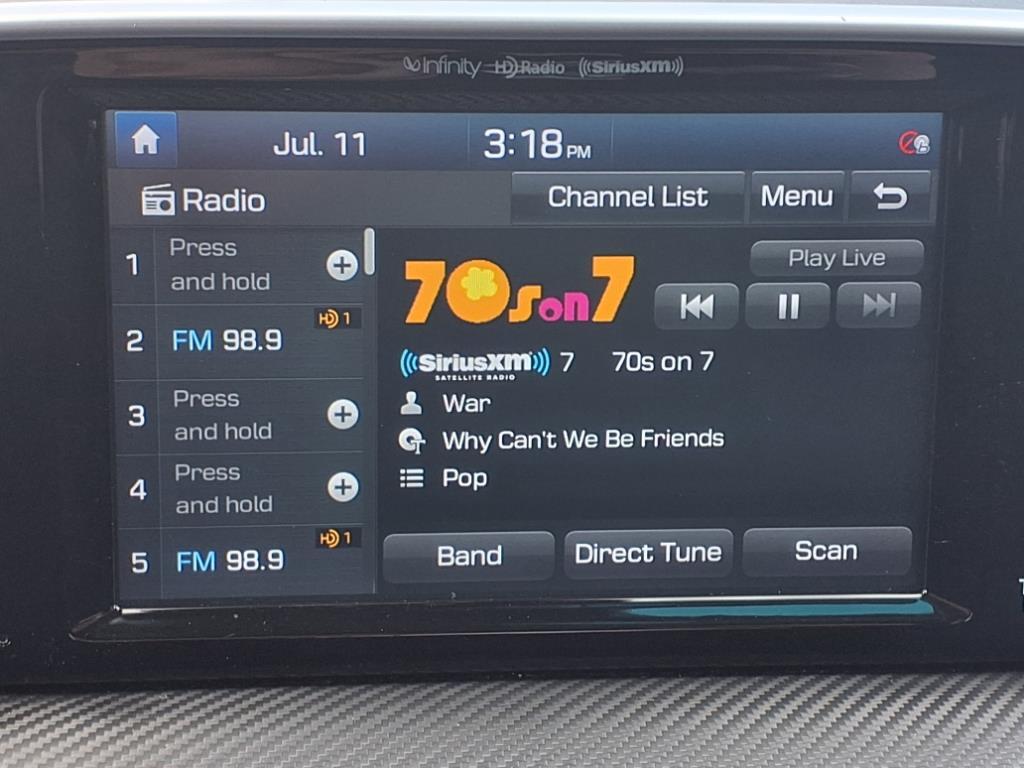 Infinity HD Radio SiriusXM
Jul. 11 3:18 PM
Radio Channel List Menu
1 Press
and hold
2 FM 98.9 HD 1
3 Press
and hold
4 Press
and hold
5 FM 98.9 HD 1
70s on 7
Play Live
SiriusXM 7 70s on 7
SATELLITE RADIO
War
Why Can't We Be Friends
Pop
Band Direct Tune Scan